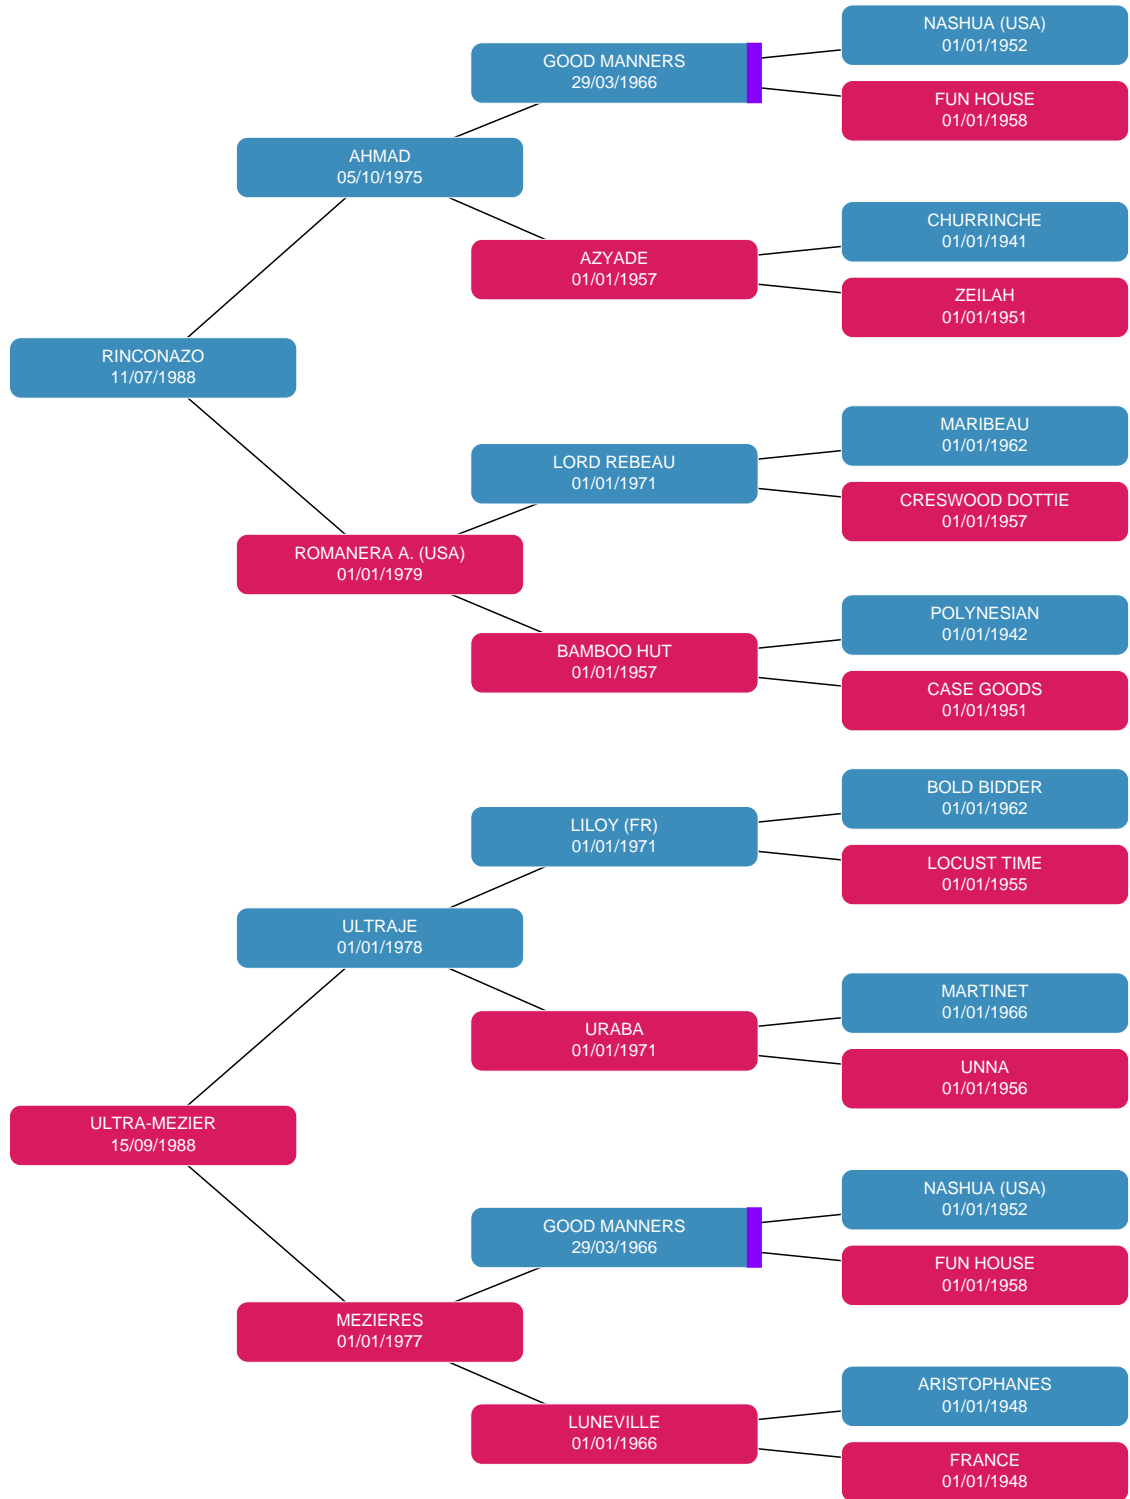 NASHUA (USA)
01/01/1952
GOOD MANNERS
29/03/1966
FUN HOUSE
01/01/1958
AHMAD
05/10/1975
CHURRINCHE
01/01/1941
AZYADE
01/01/1957
ZEILAH
01/01/1951
RINCONAZO
11/07/1988
MARIBEAU
01/01/1962
LORD REBEAU
01/01/1971
CRESWOOD DOTTIE
01/01/1957
ROMANERA A. (USA)
01/01/1979
POLYNESIAN
01/01/1942
BAMBOO HUT
01/01/1957
CASE GOODS
01/01/1951
BOLD BIDDER
01/01/1962
LILOY (FR)
01/01/1971
LOCUST TIME
01/01/1955
ULTRAJE
01/01/1978
MARTINET
01/01/1966
URABA
01/01/1971
UNNA
01/01/1956
ULTRA-MEZIER
15/09/1988
NASHUA (USA)
01/01/1952
GOOD MANNERS
29/03/1966
FUN HOUSE
01/01/1958
MEZIERES
01/01/1977
ARISTOPHANES
01/01/1948
LUNEVILLE
01/01/1966
FRANCE
01/01/1948